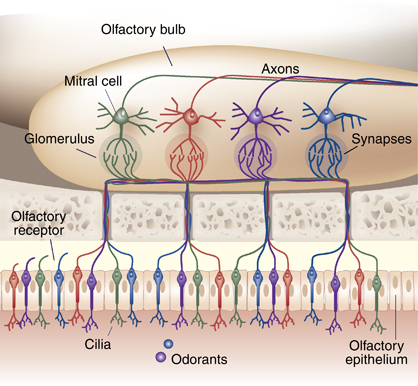 Olfactory bulb
Mitral cell
Axons
Glomerulus
Synapses
Olfactory
receptor
Cilia
Odorants
Olfactory
epithelium